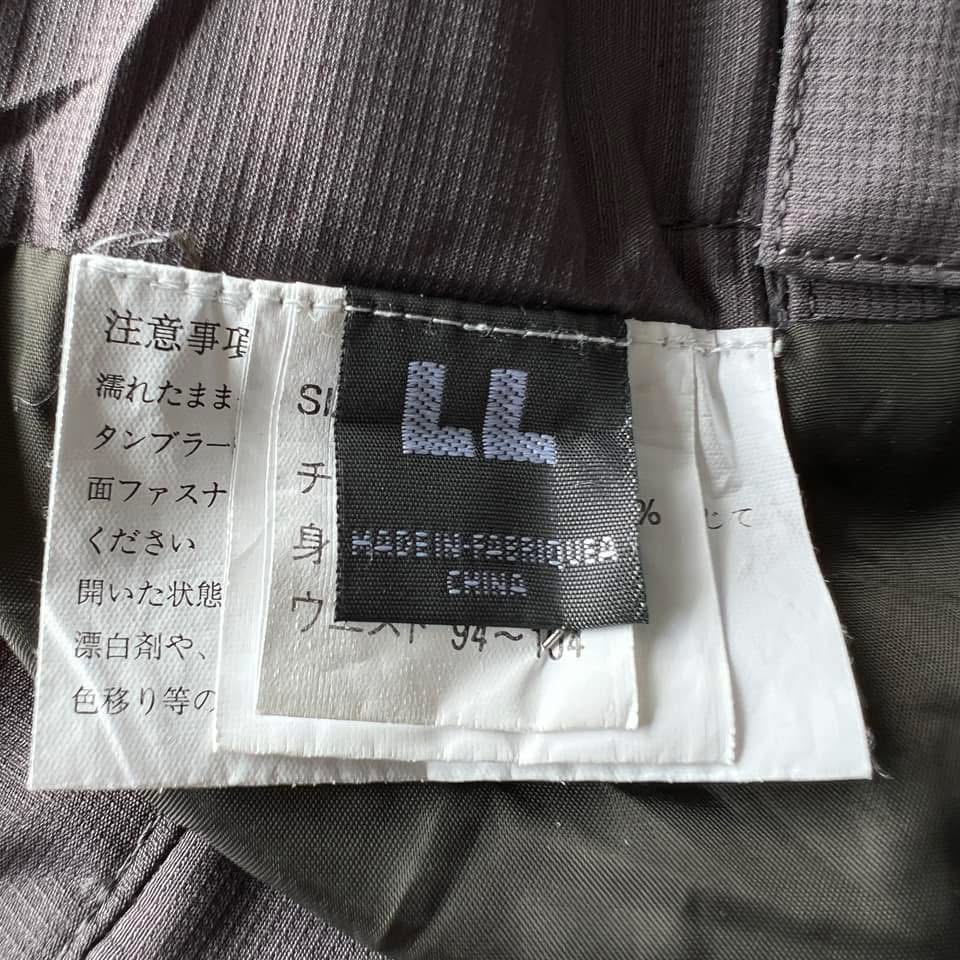 注意事項
濡れたまま
タンブラー
面ファスナ
ください
開いた状態
漂白剤や、
色移り等の
SI
チ
身
ウエスト 94～104
LL
MADE IN-FABRIQUE A
CHINA
%
じて